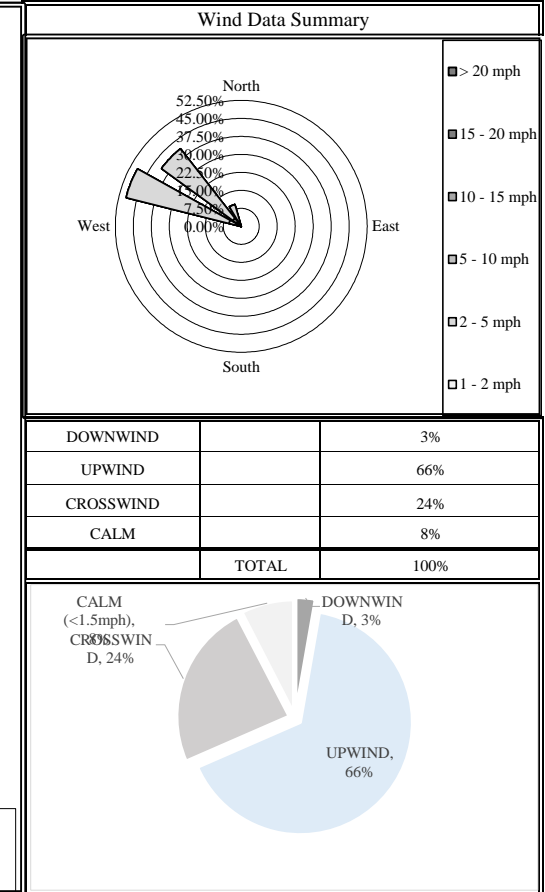 Wind Data Summary
North
52.50%
45.00%
37.50%
30.00%
22.50%
15.00%
7.50%
0.00%
West
East
South
> 20 mph
15 - 20 mph
10 - 15 mph
5 - 10 mph
2 - 5 mph
1 - 2 mph
DOWNWIND 3%
UPWIND 66%
CROSSWIND 24%
CALM 8%
TOTAL 100%
CALM
(<1.5mph),
8%
CROSSWIN
D, 24%
DOWNWIN
D, 3%
UPWIND,
66%